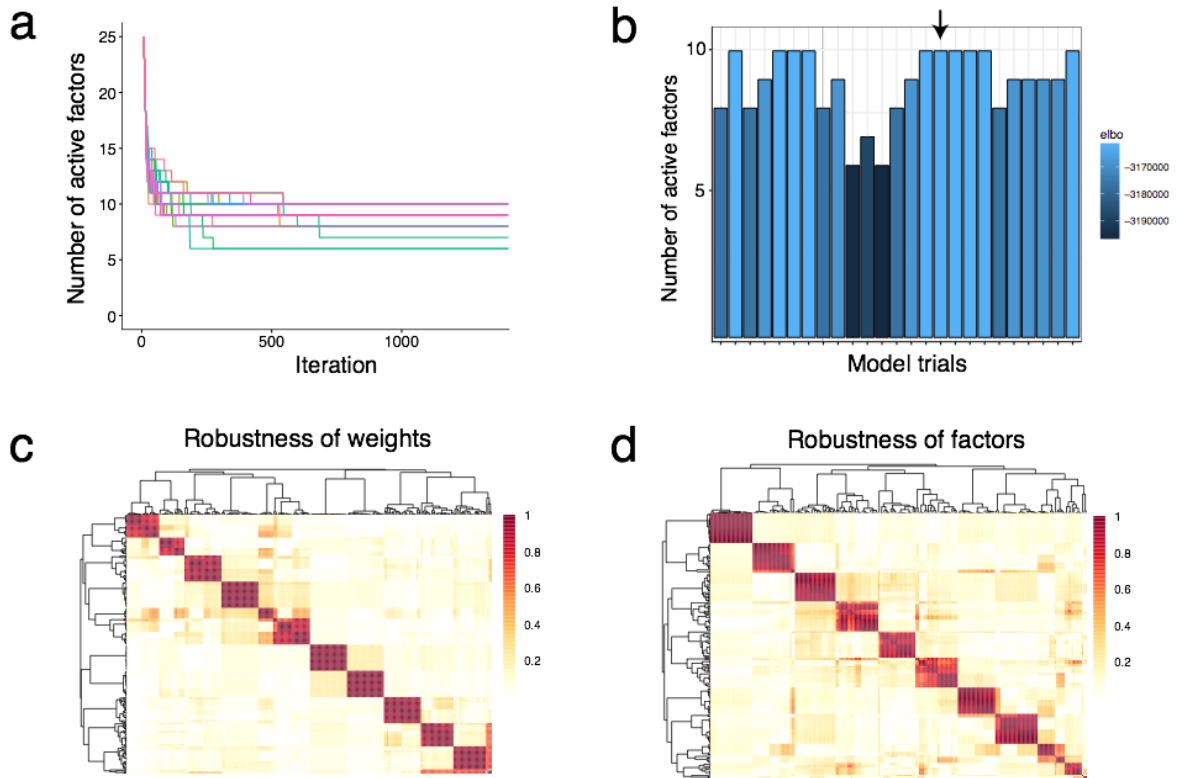 a
Number of active factors
25
20
15
10
5
0
0 500 1000
Iteration
b
Number of active factors
10
5
Model trials
elbo
−3170000
−3180000
−3190000
c
Robustness of weights
1
0.8
0.6
0.4
0.2
d
Robustness of factors
1
0.8
0.6
0.4
0.2